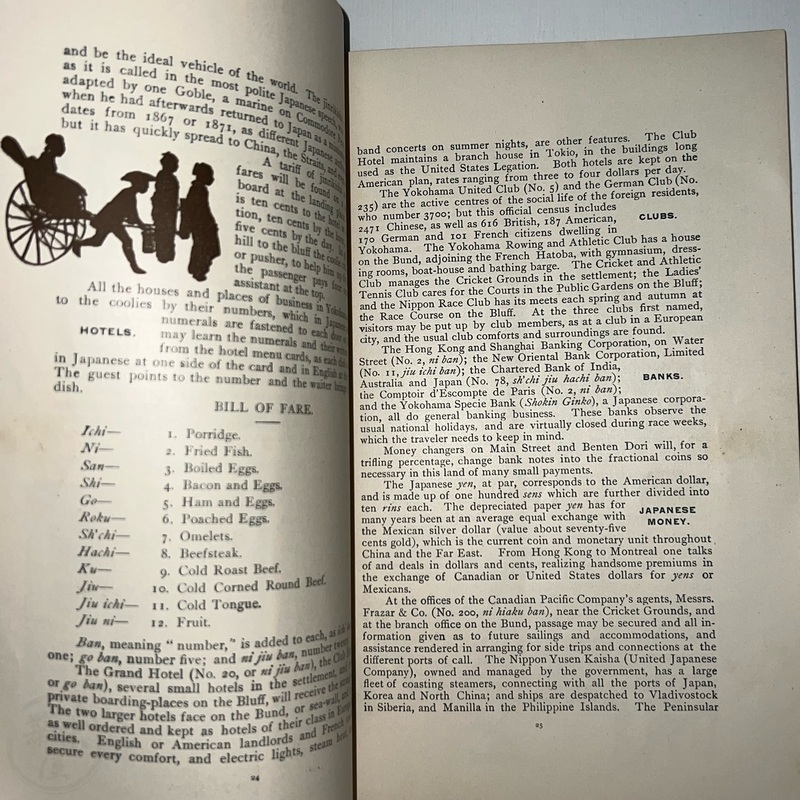 and be the ideal vehicle of the world. The
as it is called in the most polite Japanese speech,
adapted by one Goble, a marine on Commodore
when he had afterwards returned to Japan as a
dates from 1867 or 1871, as different Japanese
but it has quickly spread to China, the Straits, and
A tariff of
fares will be found on a
board at the landing
is ten cents to the hotel
tion, ten cents by the
five cents by the day. In
hill to the bluff the
or pusher, to help him up
the passenger pays
assistant at the top.
All the houses and places of business in
to the coolies by their numbers, which in
HOTELS.
numerals are fastened to each door
may learn the numerals and their
from the hotel menu cards, as each dish
in Japanese at one side of the card and in English at
The guest points to the number and the waiter brings
dish.
BILL OF FARE.
Ichi— 1. Porridge.
Ni— 2. Fried Fish.
San— 3. Boiled Eggs.
Shi— 4. Bacon and Eggs.
Go— 5. Ham and Eggs.
Roku— 6. Poached Eggs.
Sh'chi— 7. Omelets.
Hachi— 8. Beefsteak.
Ku— 9. Cold Roast Beef.
Jiu— 10. Cold Corned Round Beef.
Jiu ichi— 11. Cold Tongue.
Jiu ni— 12. Fruit.
Ban, meaning "number," is added to each, as
one; go ban, number five; and ni jiu ban, number twenty
The Grand Hotel (No. 20, or ni jiu ban), the Club
or go ban), several small hotels in the settlement, and
private boarding-places on the Bluff, will receive the
The two larger hotels face on the Bund, or sea-wall, and
as well ordered and kept as hotels of their class in
cities. English or American landlords and French
secure every comfort, and electric lights, steam heat,
24
band concerts on summer nights, are other features. The Club
Hotel maintains a branch house in Tokio, in the buildings long
used as the United States Legation. Both hotels are kept on the
American plan, rates ranging from three to four dollars per day.
The Yokohama United Club (No. 5) and the German Club (No.
235) are the active centres of the social life of the foreign residents,
who number 3700; but this official census includes
2471 Chinese, as well as 616 British, 187 American,
CLUBS.
170 German and 101 French citizens dwelling in
Yokohama. The Yokohama Rowing and Athletic Club has a house
on the Bund, adjoining the French Hatoba, with gymnasium, dress-
ing rooms, boat-house and bathing barge. The Cricket and Athletic
Club manages the Cricket Grounds in the settlement; the Ladies'
Tennis Club cares for the Courts in the Public Gardens on the Bluff;
and the Nippon Race Club has its meets each spring and autumn at
the Race Course on the Bluff. At the three clubs first named,
visitors may be put up by club members, as at a club in a European
city, and the usual club comforts and surroundings are found.
The Hong Kong and Shanghai Banking Corporation, on Water
Street (No. 2, ni ban); the New Oriental Bank Corporation, Limited
(No. 11, jiu ichi ban); the Chartered Bank of India,
Australia and Japan (No. 78, sh'chi jiu hachi ban);
BANKS.
the Comptoir d'Escompte de Paris (No. 2, ni ban);
and the Yokohama Specie Bank (Shokin Ginko), a Japanese corpora-
tion, all do general banking business. These banks observe the
usual national holidays, and are virtually closed during race weeks,
which the traveler needs to keep in mind.
Money changers on Main Street and Benten Dori will, for a
trifling percentage, change bank notes into the fractional coins so
necessary in this land of many small payments.
The Japanese yen, at par, corresponds to the American dollar,
and is made up of one hundred sens which are further divided into
ten rins each. The depreciated paper yen has for
many years been at an average equal exchange with
JAPANESE
MONEY.
the Mexican silver dollar (value about seventy-five
cents gold), which is the current coin and monetary unit throughout
China and the Far East. From Hong Kong to Montreal one talks
of and deals in dollars and cents, realizing handsome premiums in
the exchange of Canadian or United States dollars for yens or
Mexicans.
At the offices of the Canadian Pacific Company's agents, Messrs.
Frazar & Co. (No. 200, ni hiaku ban), near the Cricket Grounds, and
at the branch office on the Bund, passage may be secured and all in-
formation given as to future sailings and accommodations, and
assistance rendered in arranging for side trips and connections at the
different ports of call. The Nippon Yusen Kaisha (United Japanese
Company), owned and managed by the government, has a large
fleet of coasting steamers, connecting with all the ports of Japan,
Korea and North China; and ships are despatched to Vladivostock
in Siberia, and Manilla in the Philippine Islands. The Peninsular
25